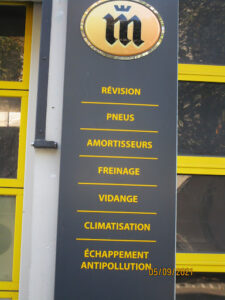 m
RÉVISION
PNEUS
AMORTISSEURS
FREINAGE
VIDANGE
CLIMATISATION
ÉCHAPPEMENT
ANTIPOLLUTION
05/09/2021